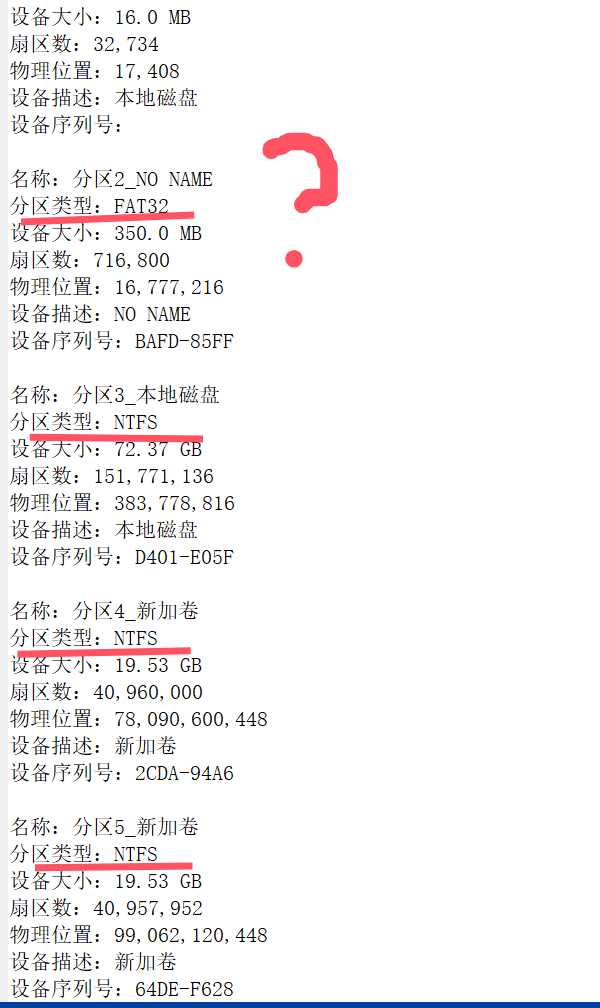 设备大小：16.0 MB
扇区数：32,734
物理位置：17,408
设备描述：本地磁盘
设备序列号：
?
名称：分区2_NO NAME
分区类型：FAT32
设备大小：350.0 MB
扇区数：716,800
物理位置：16,777,216
设备描述：NO NAME
设备序列号：BAFD-85FF
名称：分区3_本地磁盘
分区类型：NTFS
设备大小：72.37 GB
扇区数：151,771,136
物理位置：383,778,816
设备描述：本地磁盘
设备序列号：D401-E05F
名称：分区4_新加卷
分区类型：NTFS
设备大小：19.53 GB
扇区数：40,960,000
物理位置：78,090,600,448
设备描述：新加卷
设备序列号：2CDA-94A6
名称：分区5_新加卷
分区类型：NTFS
设备大小：19.53 GB
扇区数：40,957,952
物理位置：99,062,120,448
设备描述：新加卷
设备序列号：64DE-F628